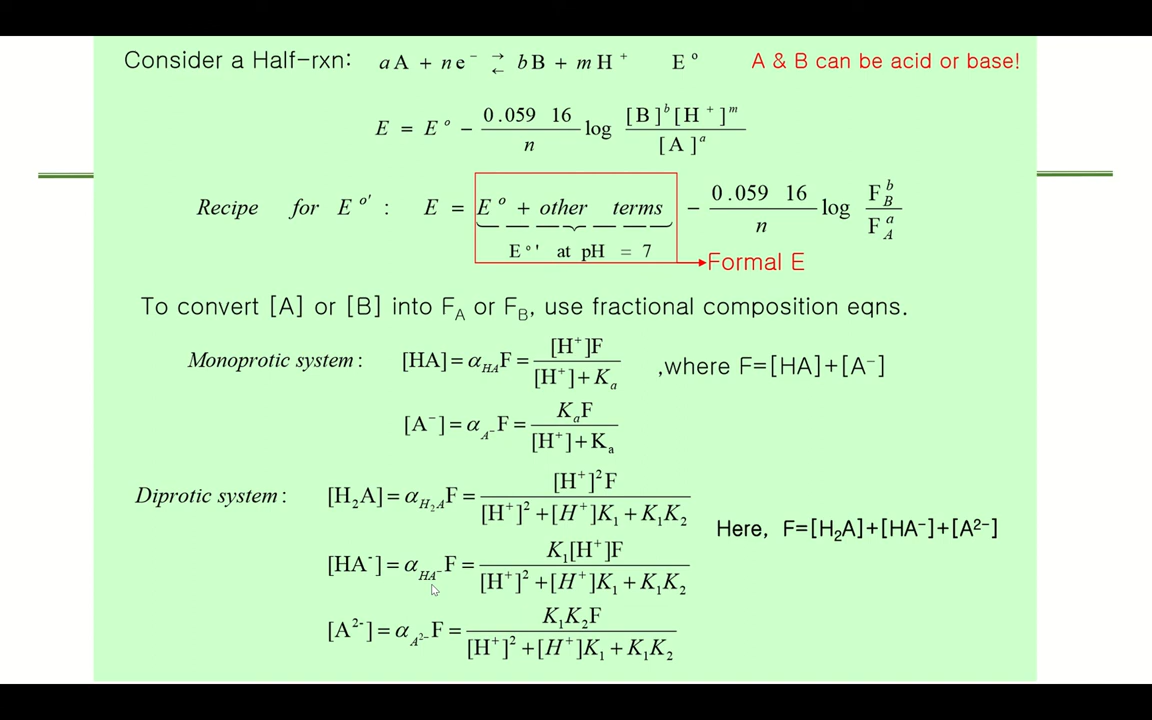 Consider a Half-rxn: aA + ne⁻ ⇄ bB + mH⁺ E° A & B can be acid or base!
E = E° − 0.059 16 / n log [B]ᵇ[H⁺]ᵐ / [A]ᵃ
Recipe for E°' : E = E° + other terms − 0.059 16 / n log F_B^b / F_A^a
E°' at pH = 7
Formal E
To convert [A] or [B] into F_A or F_B, use fractional composition eqns.
Monoprotic system: [HA] = α_HA F = [H⁺]F / [H⁺] + Kₐ ,where F=[HA]+[A⁻]
[A⁻] = α_A⁻ F = KₐF / [H⁺] + Kₐ
Diprotic system: [H₂A] = α_H₂A F = [H⁺]²F / [H⁺]² + [H⁺]K₁ + K₁K₂
Here, F=[H₂A]+[HA⁻]+[A²⁻]
[HA⁻] = α_HA⁻ F = K₁[H⁺]F / [H⁺]² + [H⁺]K₁ + K₁K₂
[A²⁻] = α_A²⁻ F = K₁K₂F / [H⁺]² + [H⁺]K₁ + K₁K₂